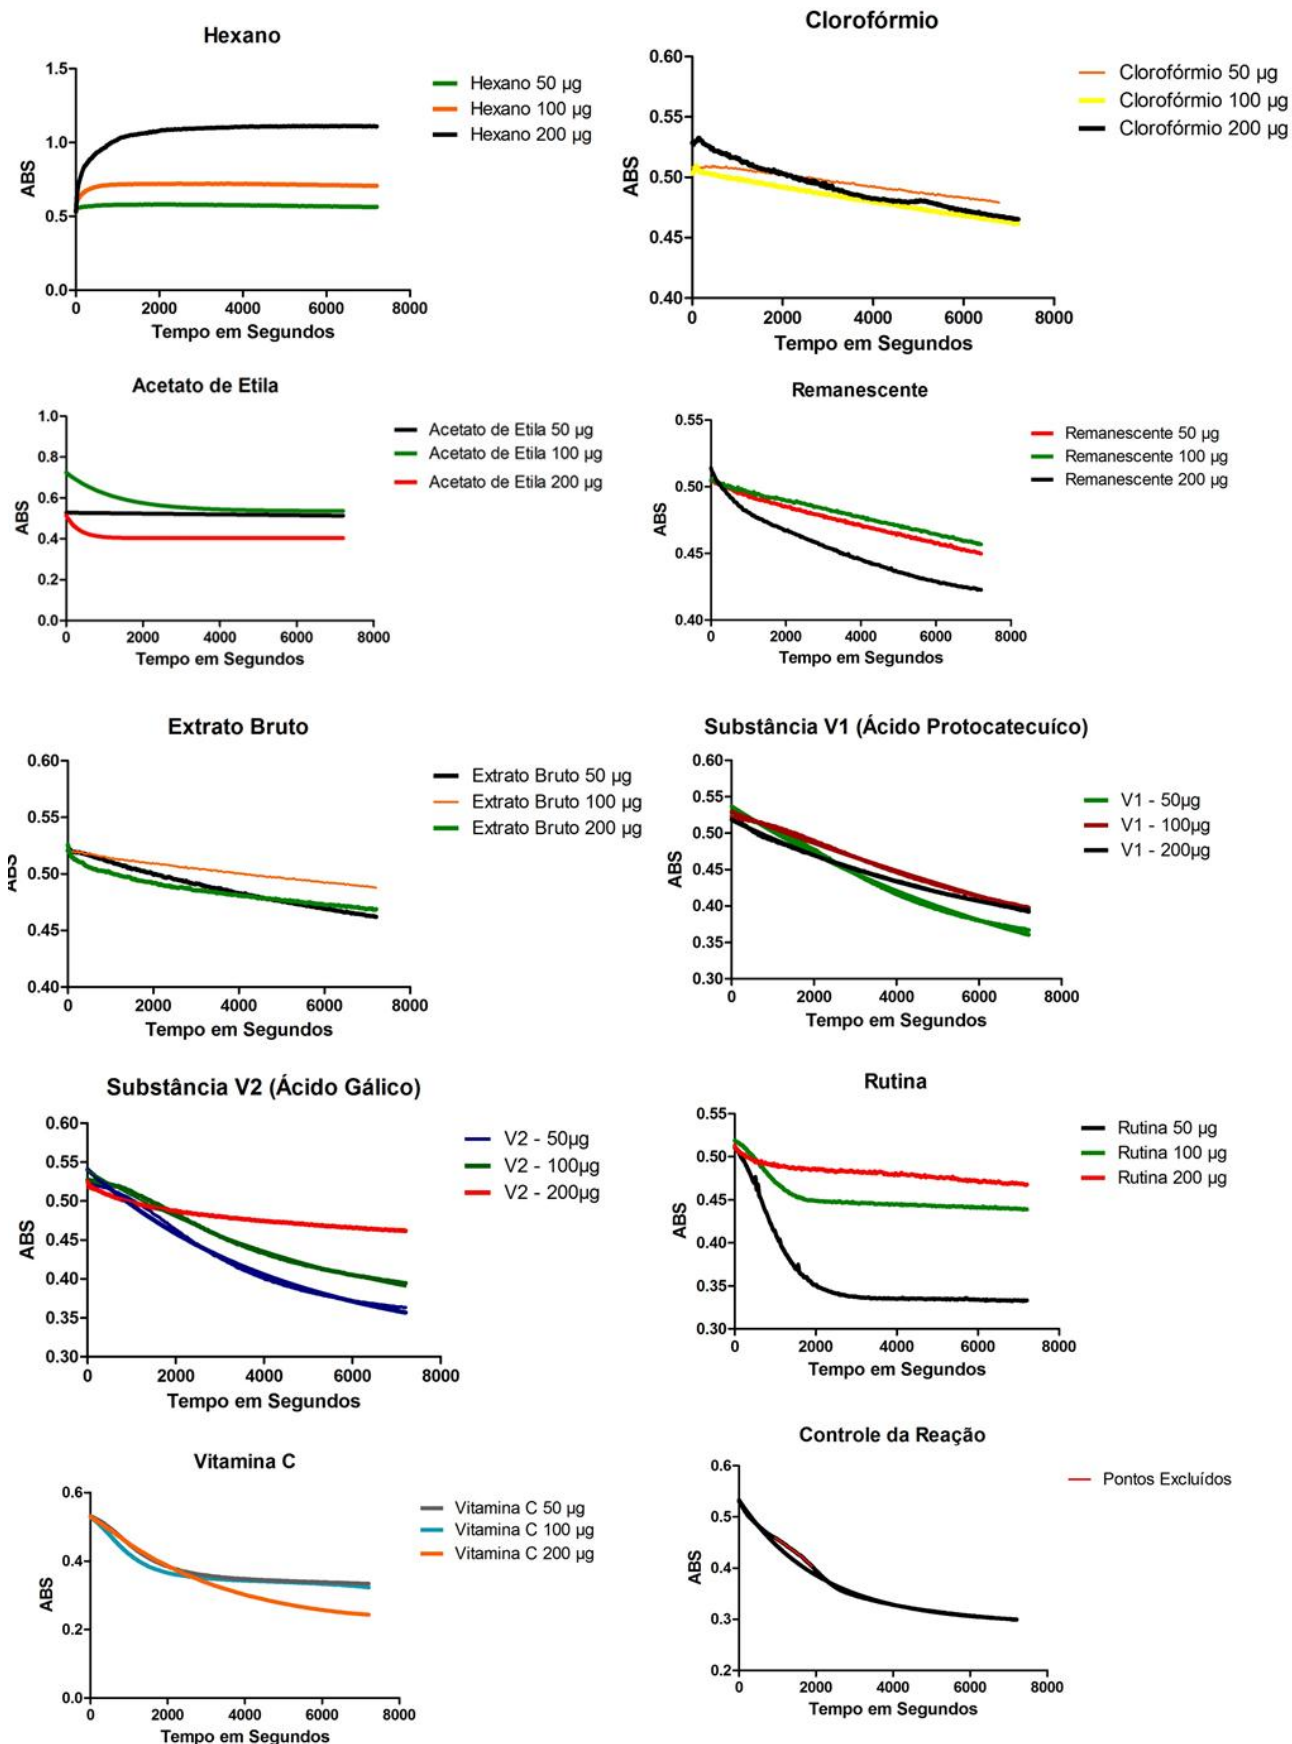 Hexano
1.5
1.0
0.5
0.0
ABS
0 2000 4000 6000 8000
Tempo em Segundos
Hexano 50 µg
Hexano 100 µg
Hexano 200 µg
Clorofórmio
0.60
0.55
0.50
0.45
0.40
ABS
0 2000 4000 6000 8000
Tempo em Segundos
Clorofórmio 50 µg
Clorofórmio 100 µg
Clorofórmio 200 µg
Acetato de Etila
1.0
0.8
0.6
0.4
0.2
0.0
ABS
0 2000 4000 6000 8000
Tempo em Segundos
Acetato de Etila 50 µg
Acetato de Etila 100 µg
Acetato de Etila 200 µg
Remanescente
0.55
0.50
0.45
0.40
ABS
0 2000 4000 6000 8000
Tempo em Segundos
Remanescente 50 µg
Remanescente 100 µg
Remanescente 200 µg
Extrato Bruto
0.60
0.55
0.50
0.45
0.40
ABS
0 2000 4000 6000 8000
Tempo em Segundos
Extrato Bruto 50 µg
Extrato Bruto 100 µg
Extrato Bruto 200 µg
Substância V1 (Ácido Protocatecuíco)
0.60
0.55
0.50
0.45
0.40
0.35
0.30
ABS
0 2000 4000 6000 8000
Tempo em Segundos
V1 - 50µg
V1 - 100µg
V1 - 200µg
Substância V2 (Ácido Gálico)
0.60
0.55
0.50
0.45
0.40
0.35
0.30
ABS
0 2000 4000 6000 8000
Tempo em Segundos
V2 - 50µg
V2 - 100µg
V2 - 200µg
Rutina
0.55
0.50
0.45
0.40
0.35
0.30
ABS
0 2000 4000 6000 8000
Tempo em Segundos
Rutina 50 µg
Rutina 100 µg
Rutina 200 µg
Vitamina C
0.6
0.4
0.2
0.0
ABS
0 2000 4000 6000 8000
Tempo em Segundos
Vitamina C 50 µg
Vitamina C 100 µg
Vitamina C 200 µg
Controle da Reação
0.6
0.5
0.4
0.3
0.2
ABS
0 2000 4000 6000 8000
Tempo em Segundos
Pontos Excluídos